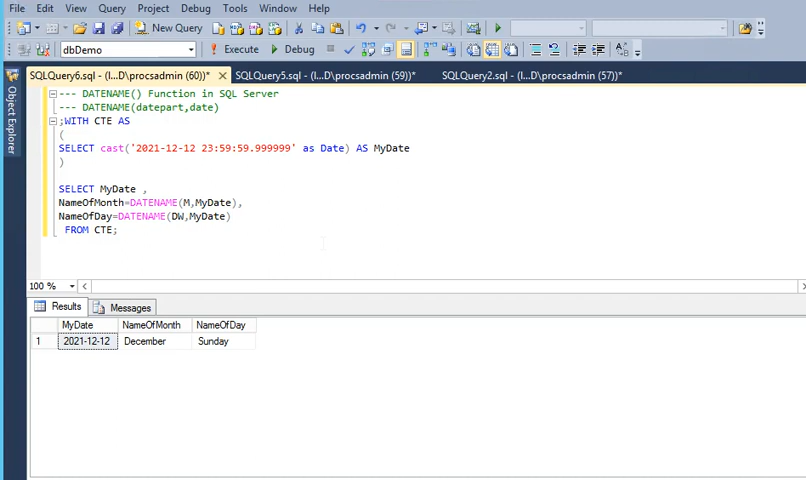 File Edit View Query Project Debug Tools Window Help
New Query
dbDemo Execute Debug
SQLQuery6.sql - (l...D\procsadmin (60))* SQLQuery5.sql - (l...D\procsadmin (59))* SQLQuery2.sql - (l...D\procsadmin (57))*
Object Explorer
--- DATENAME() Function in SQL Server
--- DATENAME(datepart,date)
;WITH CTE AS
(
SELECT cast('2021-12-12 23:59:59.999999' as Date) AS MyDate
)
SELECT MyDate ,
NameOfMonth=DATENAME(M,MyDate),
NameOfDay=DATENAME(DW,MyDate)
FROM CTE;
100 %
Results Messages
MyDate NameOfMonth NameOfDay
1 2021-12-12 December Sunday